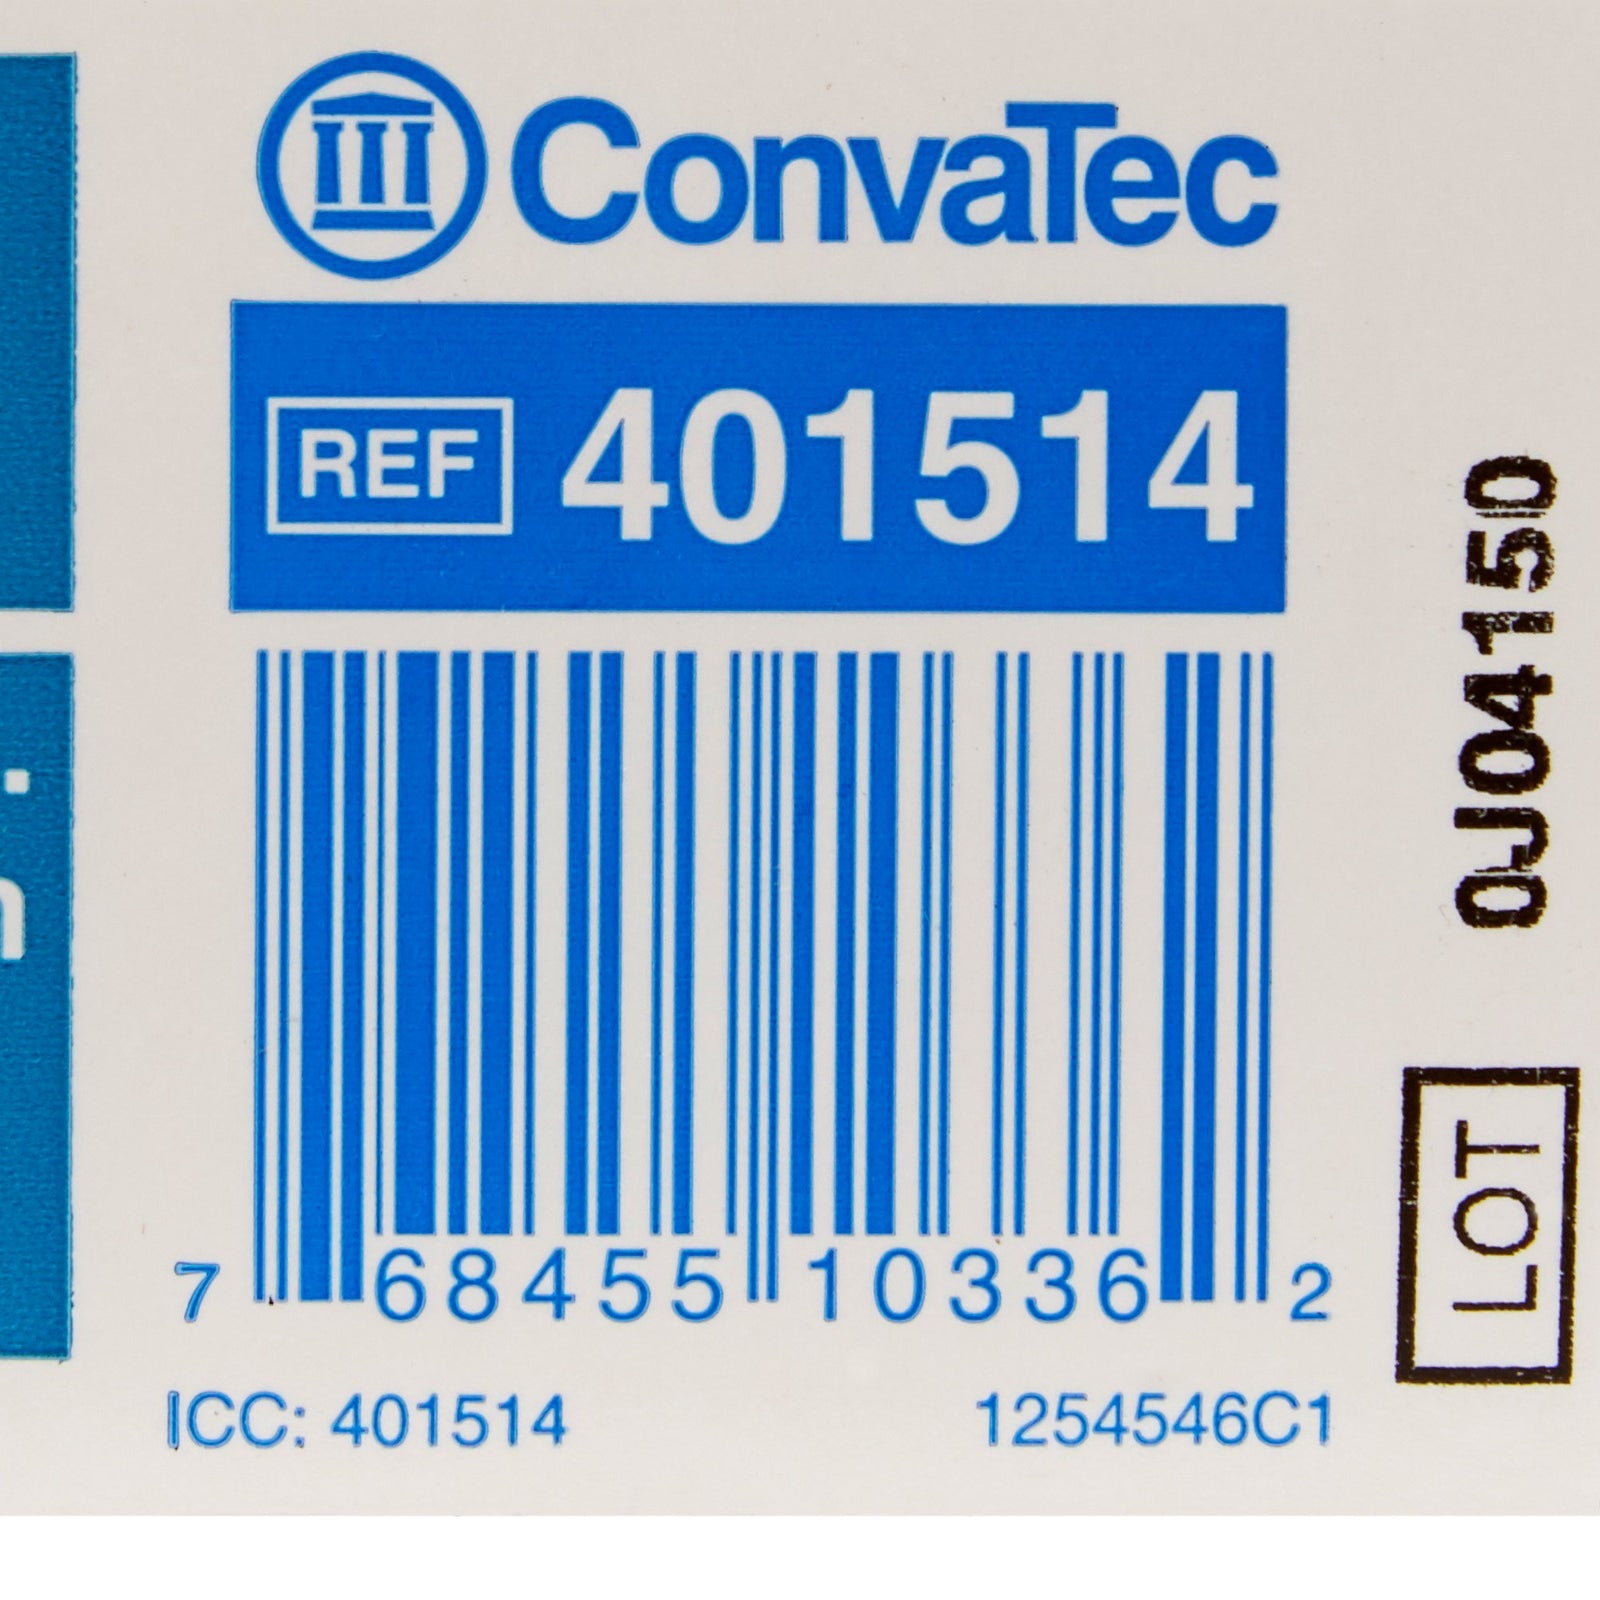 ConvaTec
REF 401514
7 68455 10336 2
ICC: 401514
1254546C1
LOT 0J04150